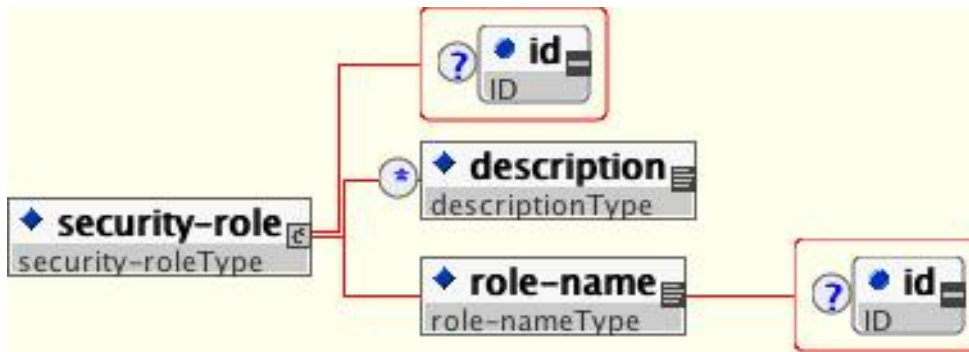 ? id
ID
* description
descriptionType
security-role
security-roleType
role-name
role-nameType
? id
ID